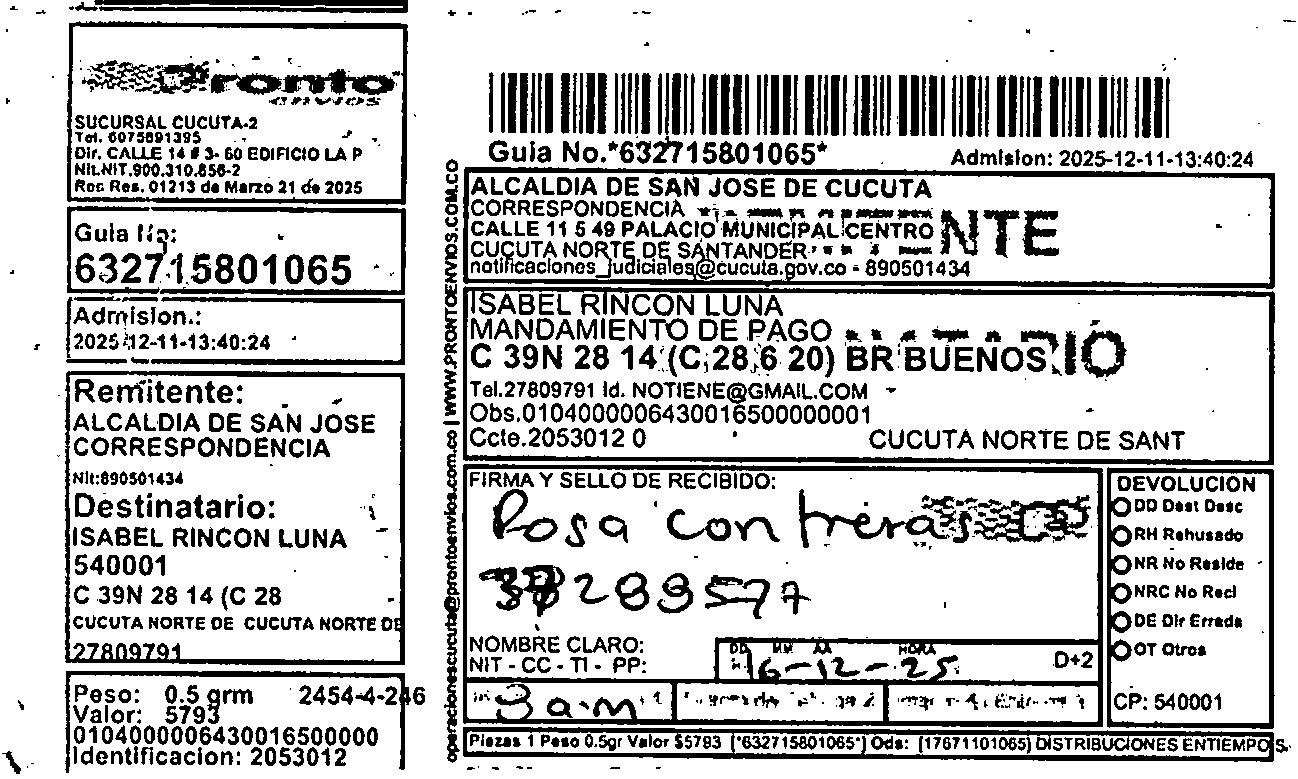 Pronto
envios
SUCURSAL CUCUTA-2
Tel. 6075891395
Dir. CALLE 14 # 3- 60 EDIFICIO LA P
Nit.NIT.900.310.856-2
Res Res. 01213 de Marzo 21 de 2025
Guia No:
632715801065
Admision.:
2025-12-11-13:40:24
Remitente:
ALCALDIA DE SAN JOSE
CORRESPONDENCIA
Nit:890501434
Destinatario:
ISABEL RINCON LUNA
540001
C 39N 28 14 (C 28
CUCUTA NORTE DE CUCUTA NORTE DE
27809791
Peso: 0.5 grm 2454-4-246
Valor: 5793
0104000006430016500000
Identificacion: 2053012
operacionescucuta@prontoenvios.com.co | WWW.PRONTOENVIOS.COM.CO
Guia No.*632715801065*
Admision: 2025-12-11-13:40:24
ALCALDIA DE SAN JOSE DE CUCUTA
CORRESPONDENCIA
CALLE 11 5 49 PALACIO MUNICIPAL CENTRO
CUCUTA NORTE DE SANTANDER
notificaciones_judiciales@cucuta.gov.co - 890501434
NTE
ISABEL RINCON LUNA
MANDAMIENTO DE PAGO
C 39N 28 14 (C 28 6 20) BR BUENOS
Tel.27809791 Id. NOTIENE@GMAIL.COM
Obs.010400000643001650000000​1
Ccte.2053012 0 CUCUTA NORTE DE SANT
FIRMA Y SELLO DE RECIBIDO:
Rosa contreras
NOMBRE CLARO:
NIT - CC - TI - PP:
DD MM AA HORA
16-12-25
D+2
9 a.m
DEVOLUCION
DD Dest Desc
RH Rehusado
NR No Reside
NRC No Recl
DE Dir Errada
OT Otros
CP: 540001
Piezas 1 Peso 0.5gr Valor $5793 [*632715801065*] Ods: [17671101065] DISTRIBUCIONES ENTIEMPO S.